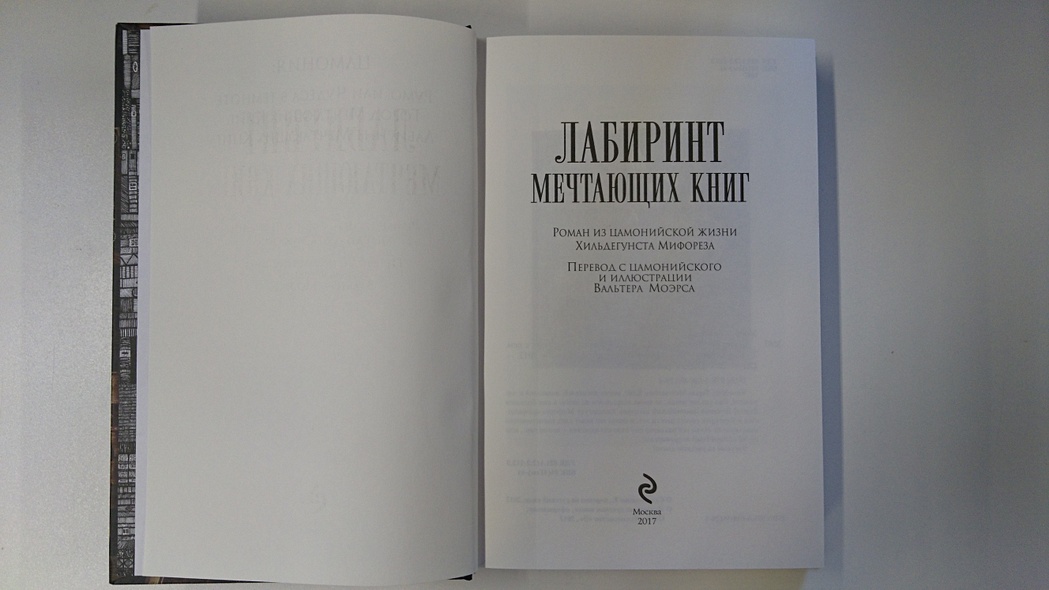 ЛАБИРИНТ
МЕЧТАЮЩИХ КНИГ
Роман из цамонийской жизни
Хильдегунста Мифореза
Перевод с цамонийского
и иллюстрации
Вальтера Моэрса
Москва
2017